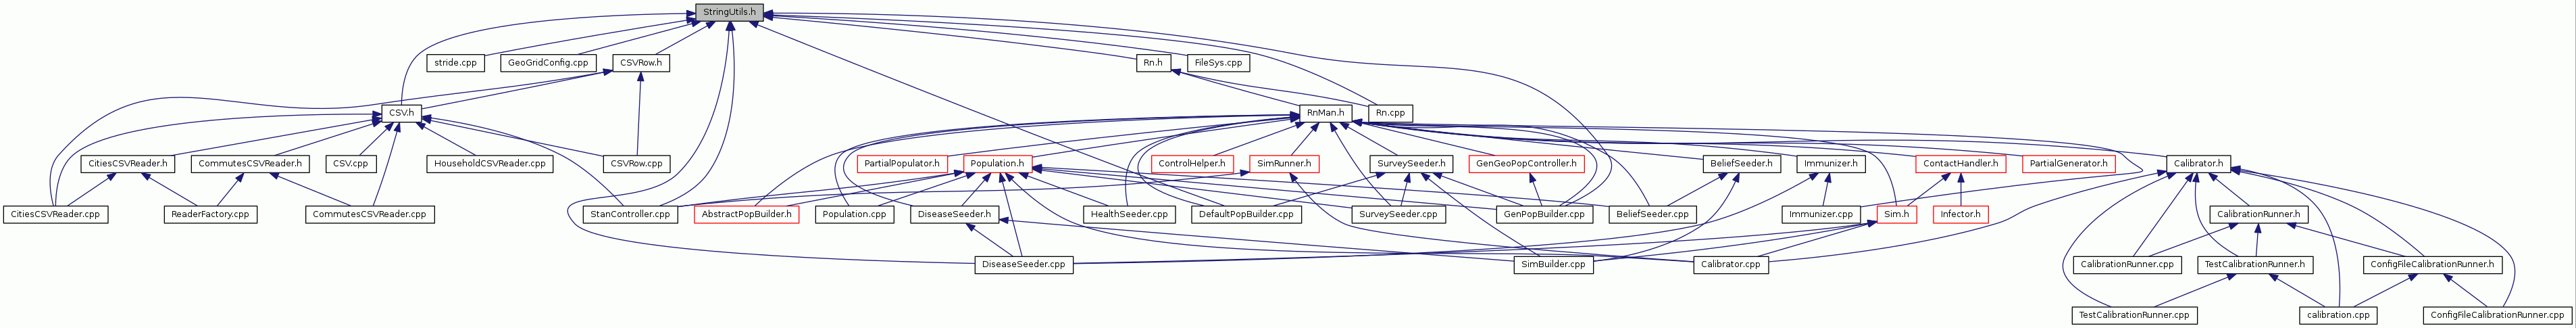 StringUtils.h
stride.cpp
GeoGridConfig.cpp
CSVRow.h
Rn.h
FileSys.cpp
CSV.h
RnMan.h
Rn.cpp
CitiesCSVReader.h
CommutesCSVReader.h
CSV.cpp
HouseholdCSVReader.cpp
CSVRow.cpp
PartialPopulator.h
Population.h
ControlHelper.h
SimRunner.h
SurveySeeder.h
GenGeoPopController.h
BeliefSeeder.h
Immunizer.h
ContactHandler.h
PartialGenerator.h
Calibrator.h
CitiesCSVReader.cpp
ReaderFactory.cpp
CommutesCSVReader.cpp
StanController.cpp
AbstractPopBuilder.h
Population.cpp
DiseaseSeeder.h
HealthSeeder.cpp
DefaultPopBuilder.cpp
SurveySeeder.cpp
GenPopBuilder.cpp
BeliefSeeder.cpp
Immunizer.cpp
Sim.h
Infector.h
CalibrationRunner.h
DiseaseSeeder.cpp
SimBuilder.cpp
Calibrator.cpp
CalibrationRunner.cpp
TestCalibrationRunner.h
ConfigFileCalibrationRunner.h
TestCalibrationRunner.cpp
calibration.cpp
ConfigFileCalibrationRunner.cpp